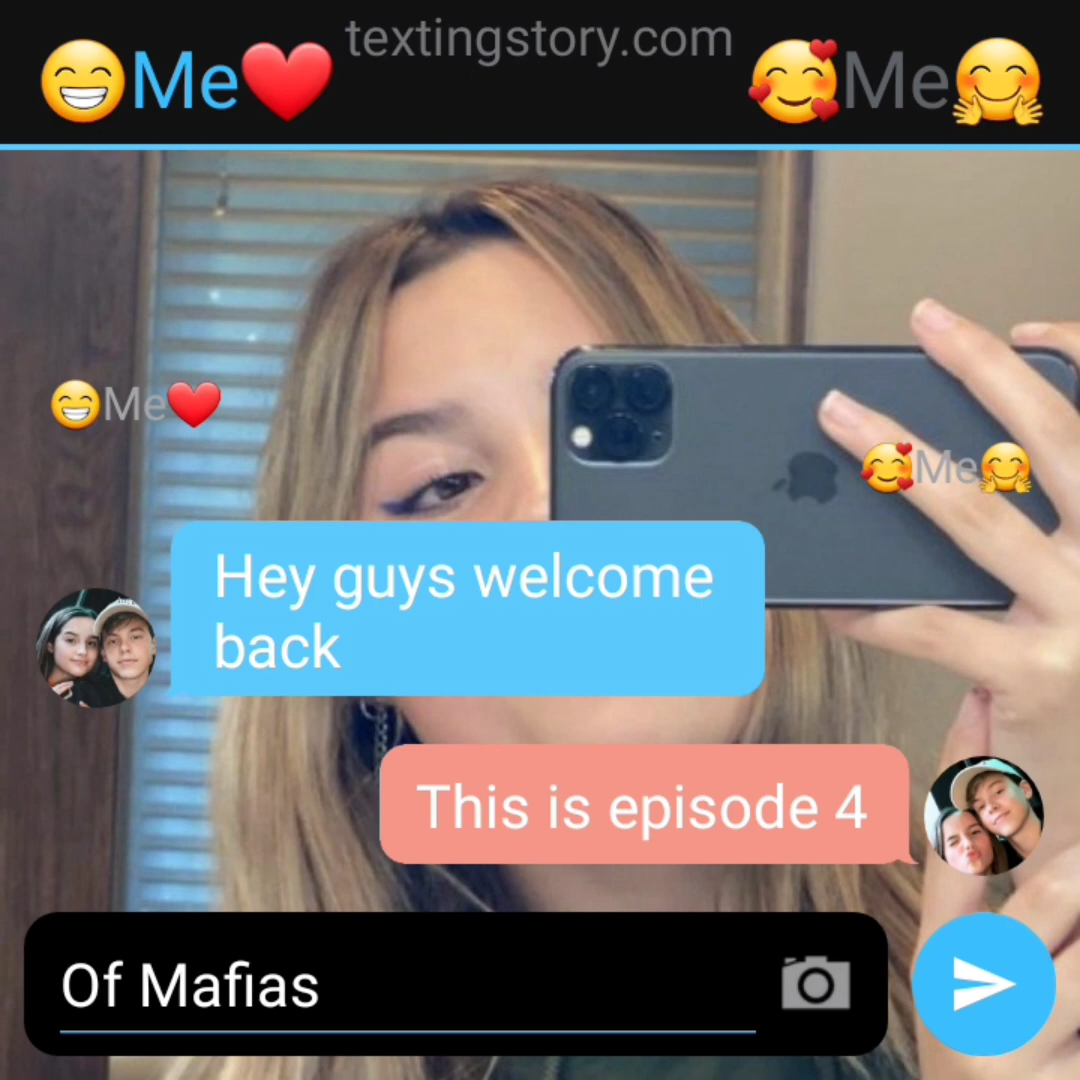 textingstory.com
😁Me❤️ 🥰Me🤗
😁Me❤️
🥰Me🤗
Hey guys welcome
back
This is episode 4
Of Mafias